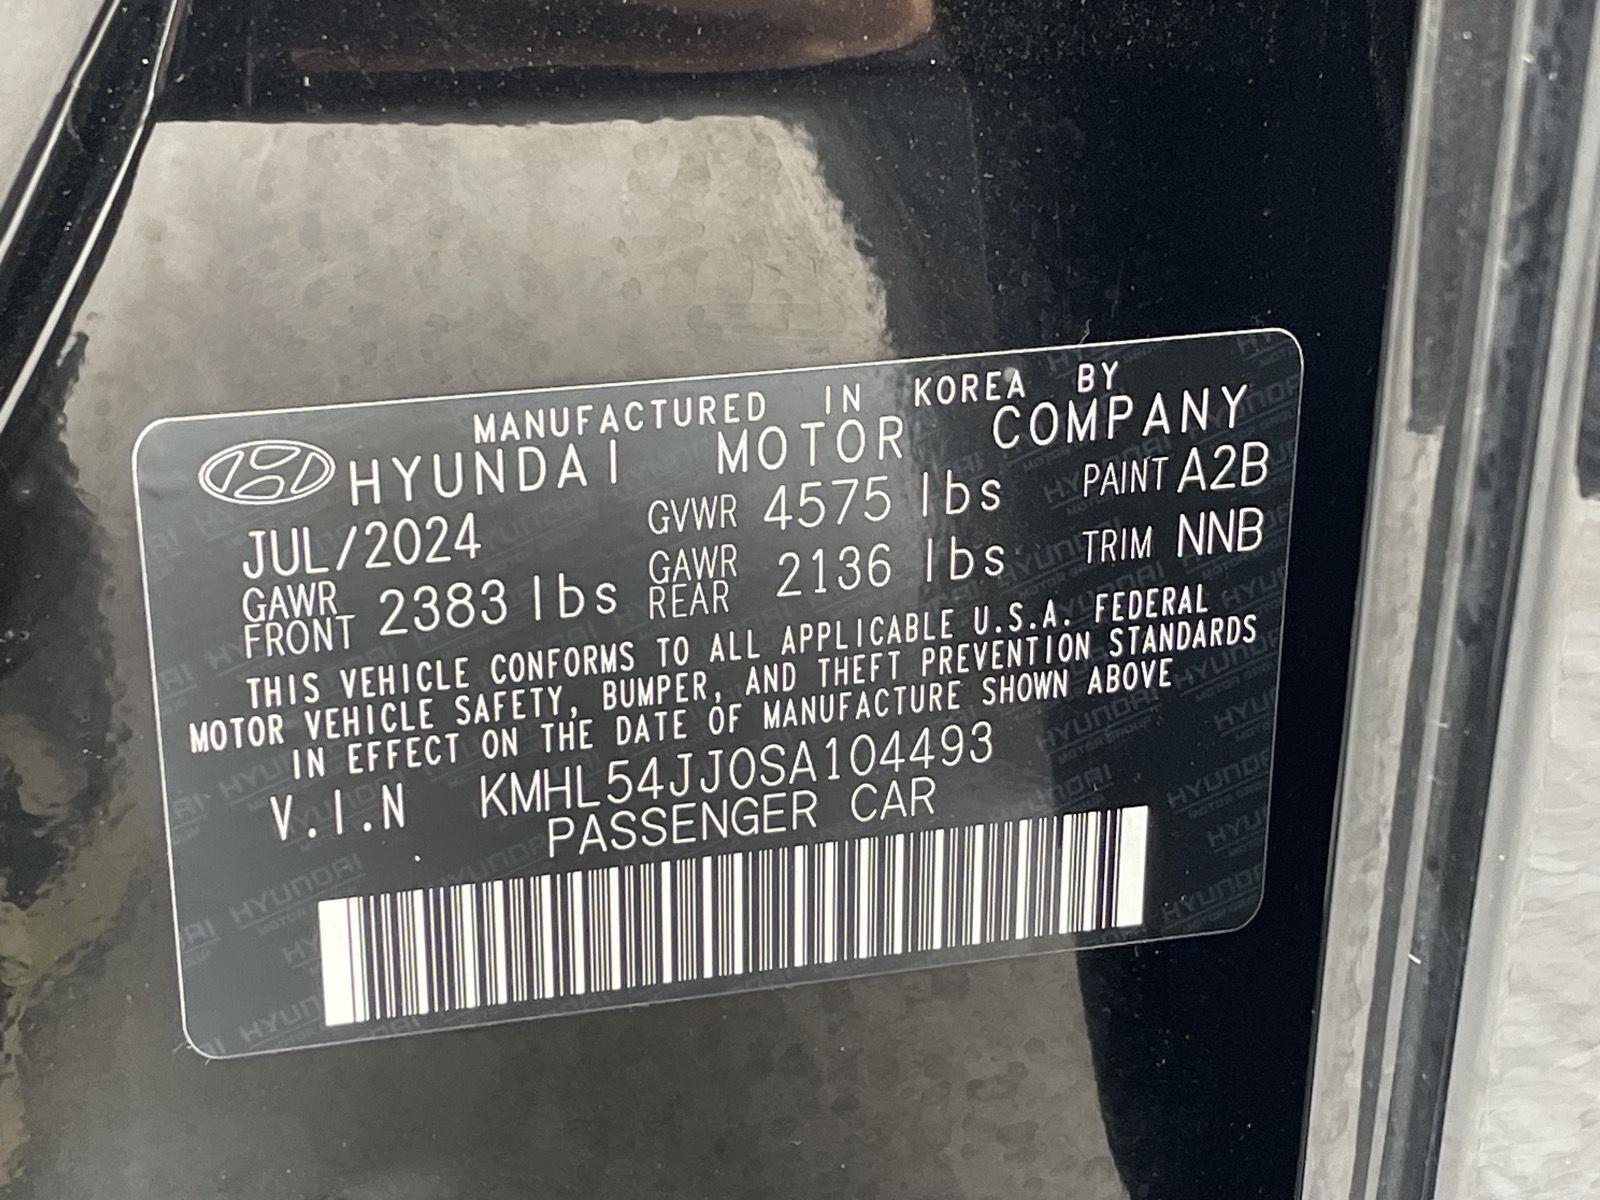 MANUFACTURED IN KOREA BY
HYUNDAI MOTOR COMPANY
JUL/2024 GVWR 4575 lbs PAINT A2B
GAWR FRONT 2383 lbs GAWR REAR 2136 lbs TRIM NNB
THIS VEHICLE CONFORMS TO ALL APPLICABLE U.S.A. FEDERAL
MOTOR VEHICLE SAFETY, BUMPER, AND THEFT PREVENTION STANDARDS
IN EFFECT ON THE DATE OF MANUFACTURE SHOWN ABOVE
V.I.N KMHL54JJ0SA104493
PASSENGER CAR